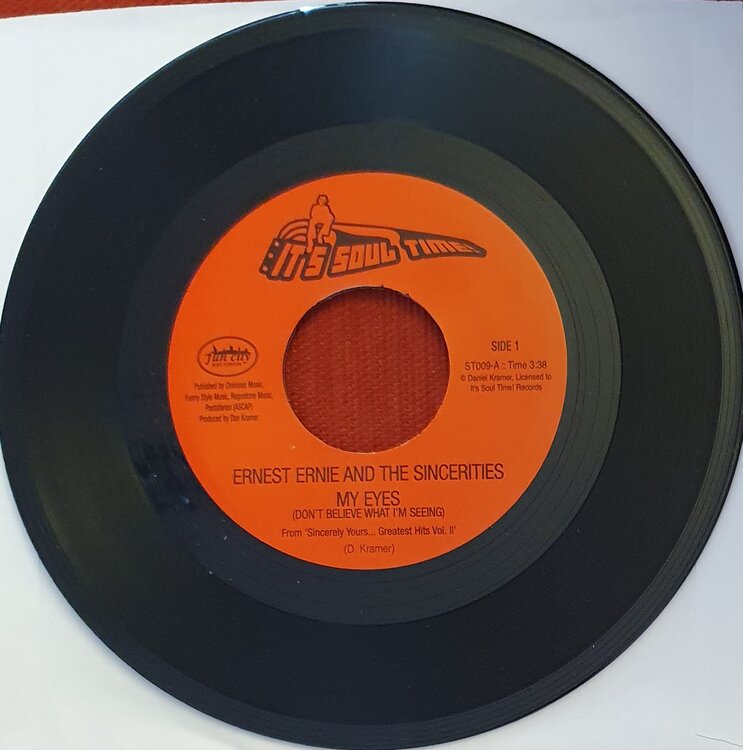 IT'S SOUL TIME!
fun city
RECORDS
Published by Ominous Music,
Funny Style Music, Roguetone Music,
Pastafarian (ASCAP)
Produced by Dan Kramer
SIDE 1
ST009-A :: Time 3:38
© Daniel Kramer, Licensed to
It's Soul Time! Records
ERNEST ERNIE AND THE SINCERITIES
MY EYES
(DON'T BELIEVE WHAT I'M SEEING)
From 'Sincerely Yours... Greatest Hits Vol. II'
(D. Kramer)